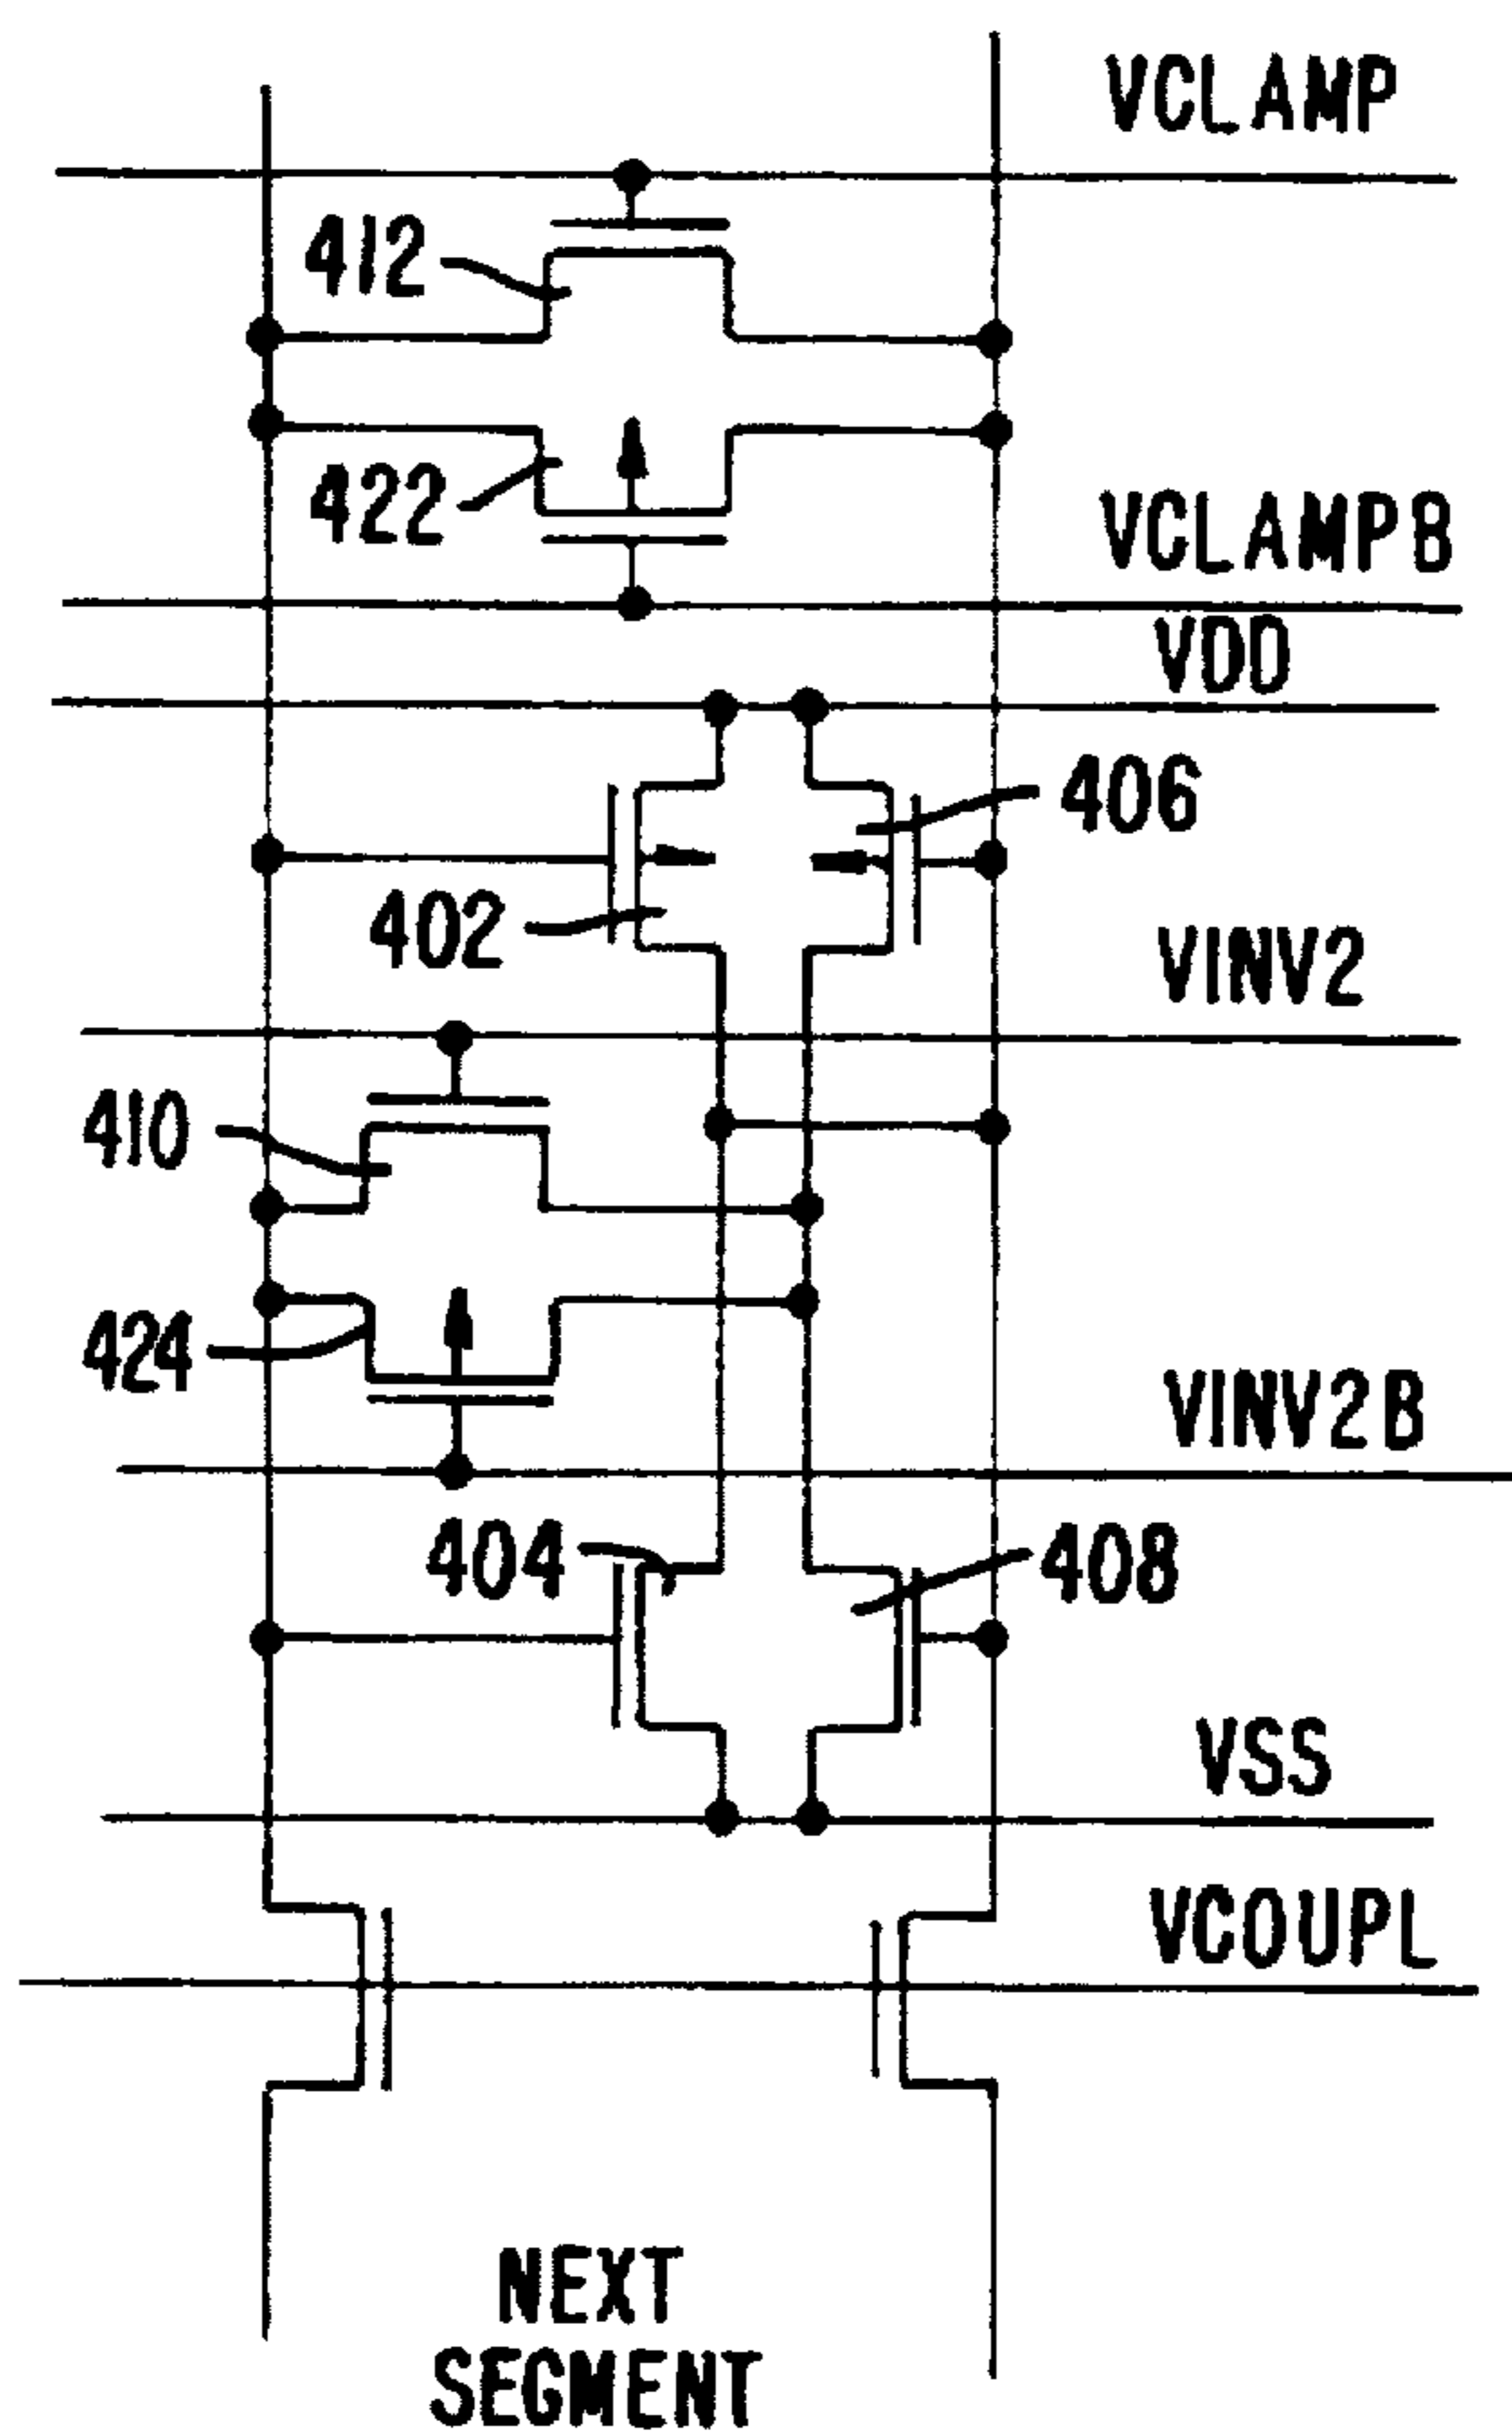 VCLAMP
412
422
VCLAMPB
VDD
406
402
VINV2
410
424
VINV2B
404
408
VSS
VCOUPL
NEXT
SEGMENT